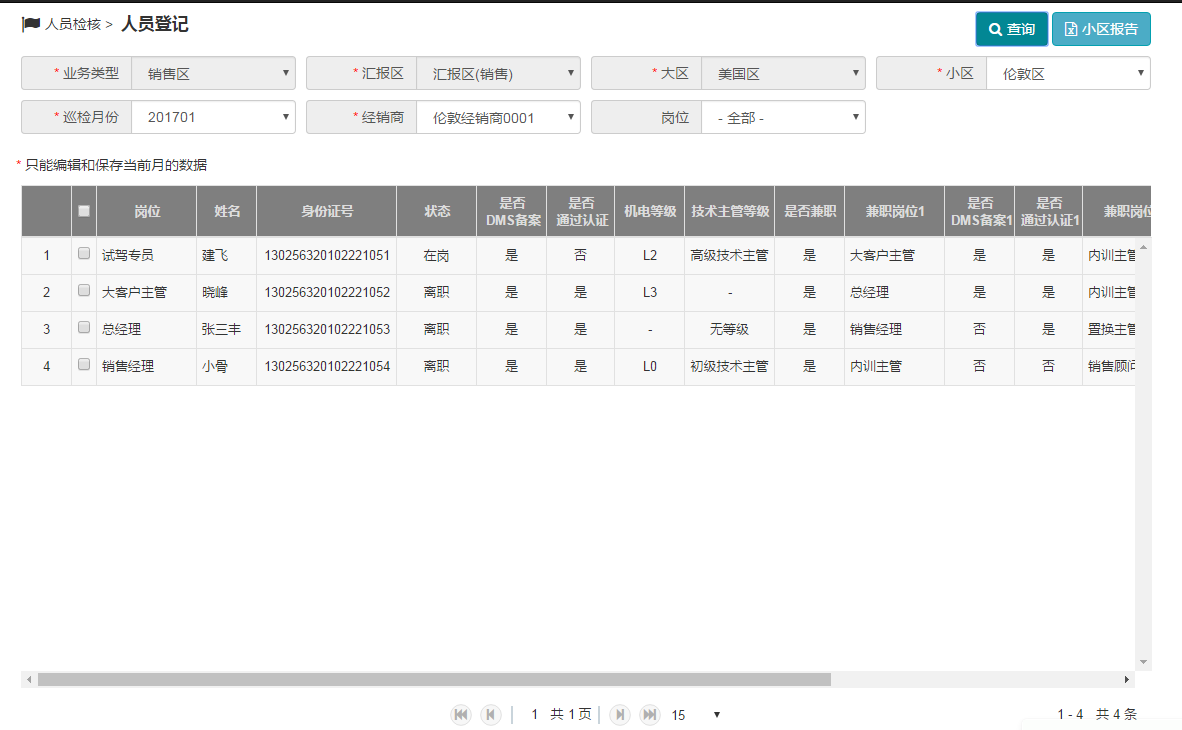 人员检核 > 人员登记
查询 小区报告
* 业务类型 销售区 * 汇报区 汇报区(销售) * 大区 美国区 * 小区 伦敦区
* 巡检月份 201701 * 经销商 伦敦经销商0001 岗位 - 全部 -
* 只能编辑和保存当前月的数据
岗位 姓名 身份证号 状态 是否 DMS备案 是否 通过认证 机电等级 技术主管等级 是否兼职 兼职岗位1 是否 DMS备案1 是否 通过认证1 兼职岗位
1 试驾专员 建飞 130256320102221051 在岗 是 否 L2 高级技术主管 是 大客户主管 是 是 内训主管
2 大客户主管 晓峰 130256320102221052 离职 是 是 L3 - 是 总经理 是 是 内训主管
3 总经理 张三丰 130256320102221053 离职 是 是 - 无等级 是 销售经理 否 是 置换主管
4 销售经理 小骨 130256320102221054 离职 是 是 L0 初级技术主管 是 内训主管 否 否 销售顾问
1 共 1 页 15 1 - 4 共 4 条